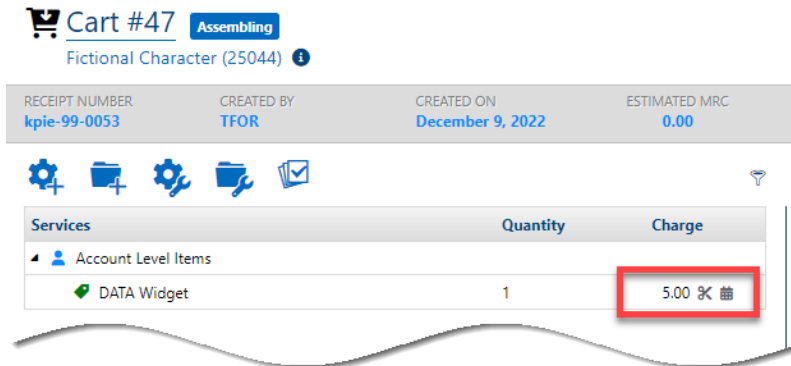 Cart #47 Assembling
Fictional Character (25044)
RECEIPT NUMBER CREATED BY CREATED ON ESTIMATED MRC
kpie-99-0053 TFOR December 9, 2022 0.00
Services Quantity Charge
Account Level Items
DATA Widget 1 5.00